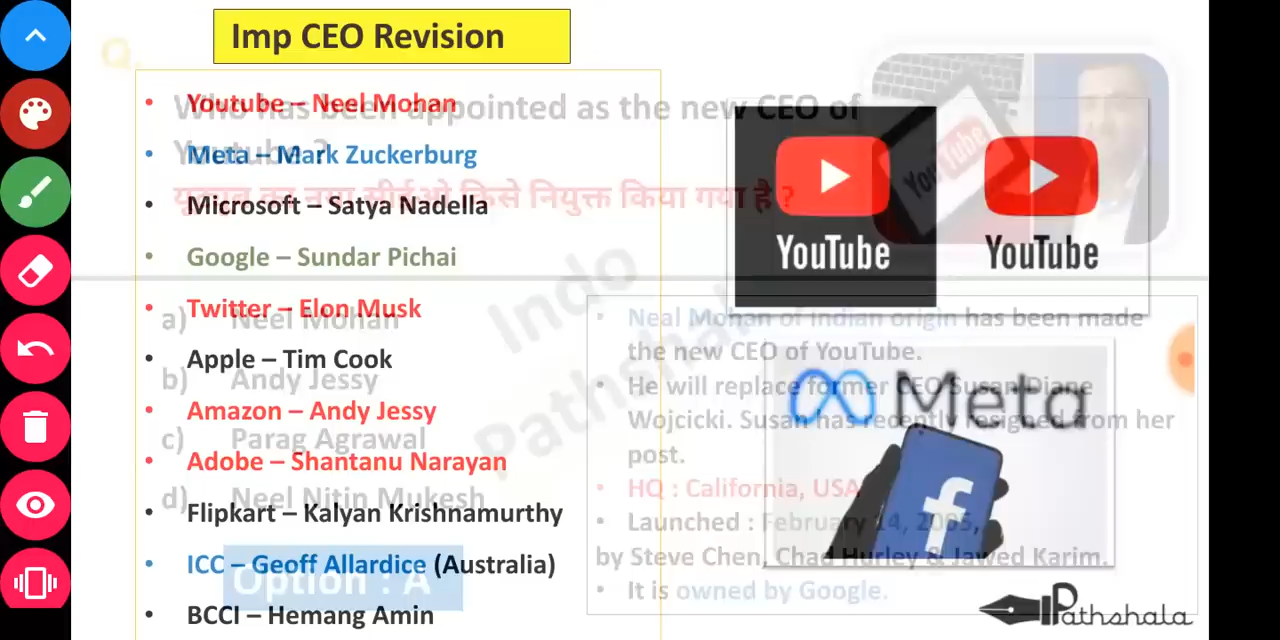 Imp CEO Revision
Q.
• Youtube – Neel Mohan
• Meta – Mark Zuckerburg
• Microsoft – Satya Nadella
• Google – Sundar Pichai
• Twitter – Elon Musk
• Apple – Tim Cook
• Amazon – Andy Jessy
• Adobe – Shantanu Narayan
• Flipkart – Kalyan Krishnamurthy
• ICC – Geoff Allardice (Australia)
• BCCI – Hemang Amin
Who has been appointed as the new CEO of
Youtube ?
यूट्यूब का नया सीईओ किसे नियुक्त किया गया है ?
a) Neel Mohan
b) Andy Jessy
c) Parag Agrawal
d) Neel Nitin Mukesh
Option : A
YouTube
YouTube
YouTube
• Neal Mohan of Indian origin has been made
the new CEO of YouTube.
• He will replace former CEO Susan Diane
Wojcicki. Susan has recently resigned from her
post.
• HQ : California, USA
• Launched : February 14, 2005,
by Steve Chen, Chad Hurley & Jawed Karim.
• It is owned by Google.
Meta
f
Indo
Pathshala
Pathshala